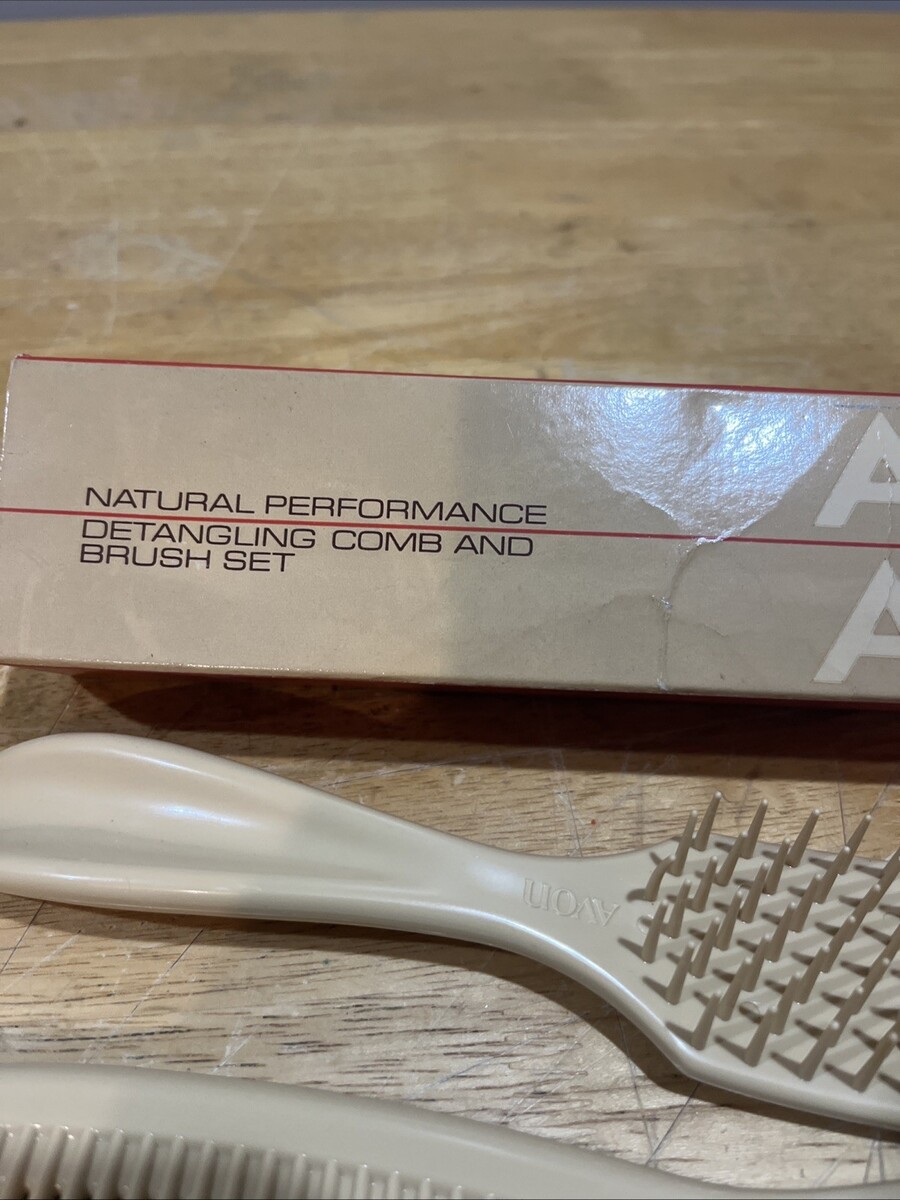 NATURAL PERFORMANCE
DETANGLING COMB AND
BRUSH SET
A
A
AVON